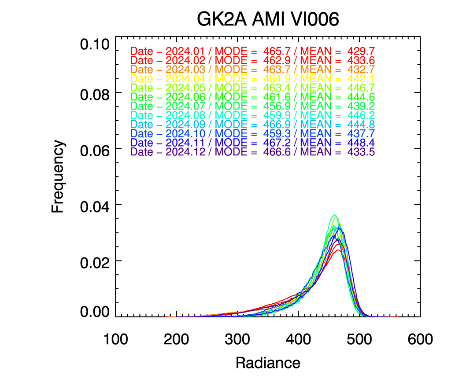 GK2A AMI VI006
0.10
0.08
0.06
0.04
0.02
0.00
Frequency
Date - 2024.01 / MODE = 465.7 / MEAN = 429.7
Date - 2024.02 / MODE = 462.9 / MEAN = 433.6
Date - 2024.03 / MODE = 463.7 / MEAN = 432.7
Date - 2024.04 / MODE =
Date - 2024.05 / MODE = 463.4 / MEAN = 446.7
Date - 2024.06 / MODE = 461.6 / MEAN = 444.6
Date - 2024.07 / MODE = 456.9 / MEAN = 439.2
Date - 2024.08 / MODE = 459.9 / MEAN = 446.2
Date - 2024.09 / MODE = 466.9 / MEAN = 444.8
Date - 2024.10 / MODE = 459.3 / MEAN = 437.7
Date - 2024.11 / MODE = 467.2 / MEAN = 448.4
Date - 2024.12 / MODE = 466.6 / MEAN = 433.5
100 200 300 400 500 600
Radiance